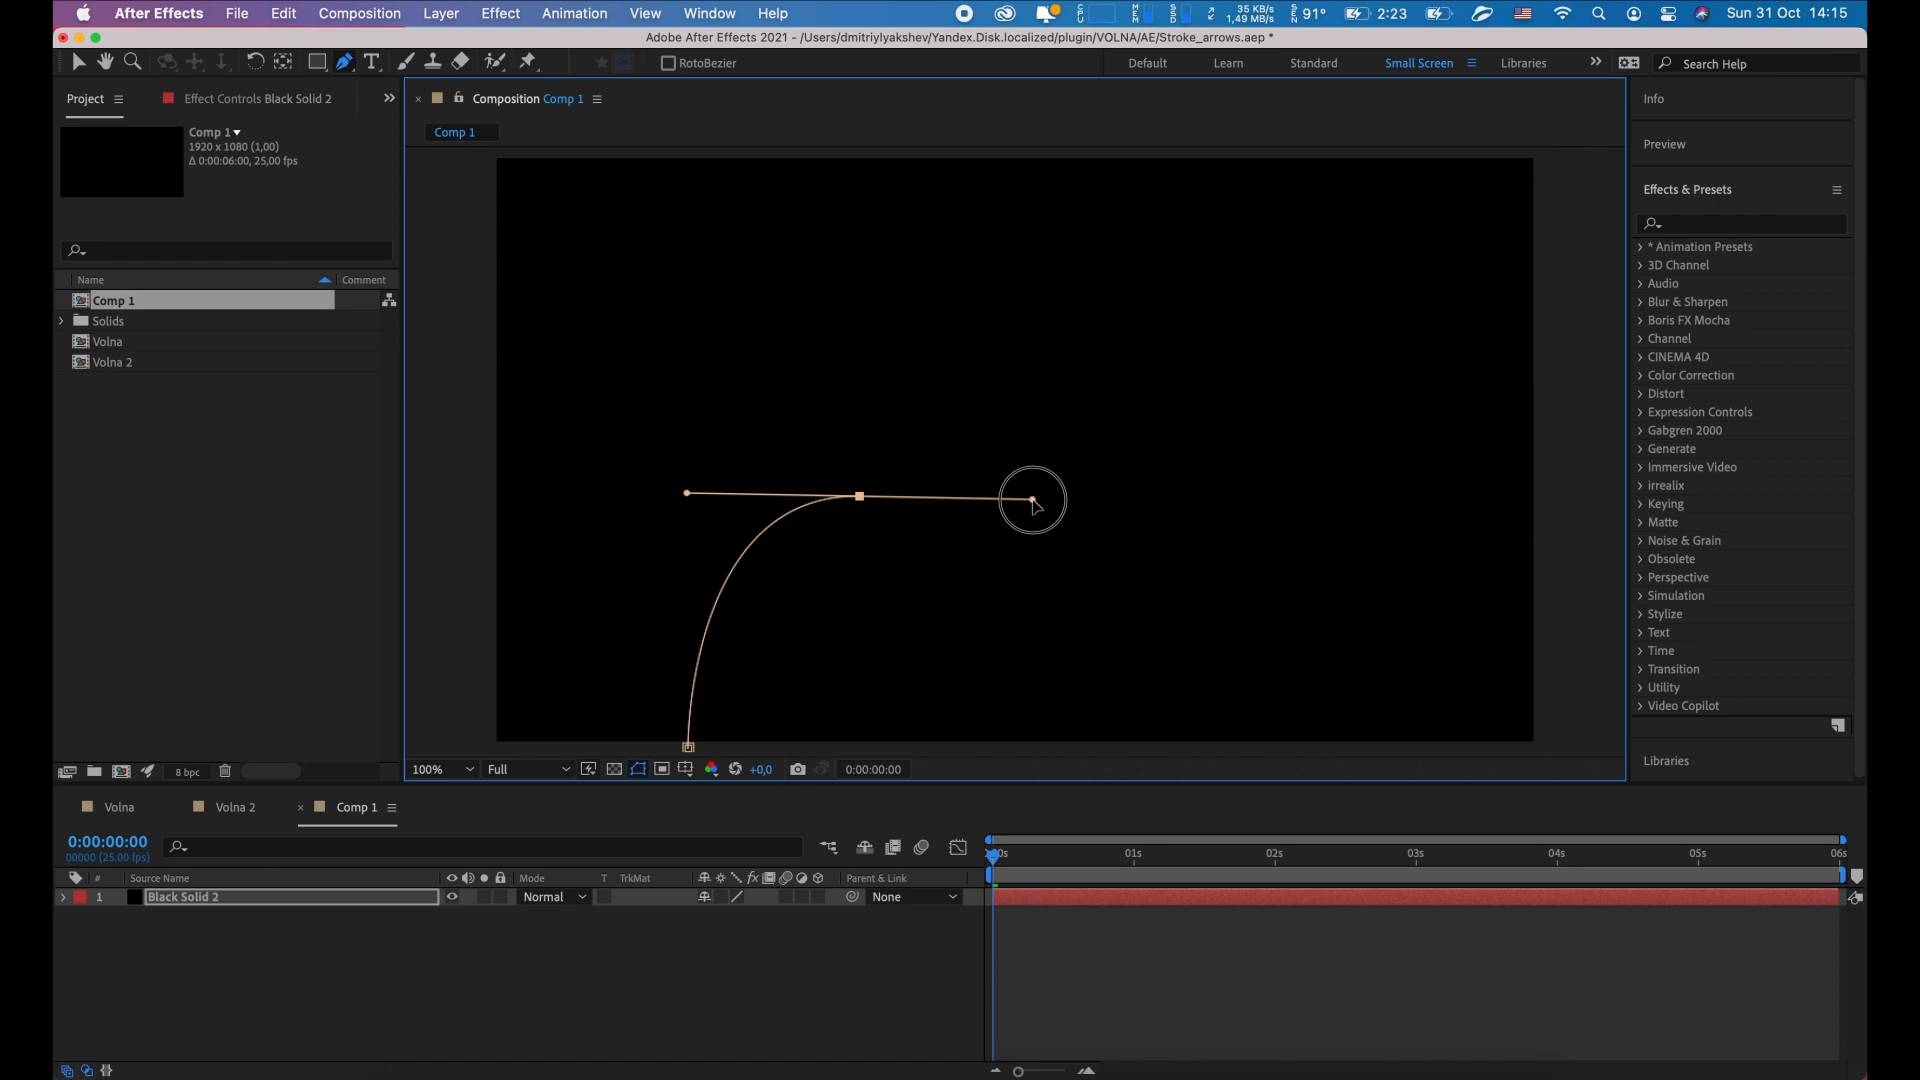 After Effects File Edit Composition Layer Effect Animation View Window Help 35 KB/s 1,49 MB/s 91° 2:23 Sun 31 Oct 14:15
Adobe After Effects 2021 - /Users/dmitriylyakshev/Yandex.Disk.localized/plugin/VOLNA/AE/Stroke_arrows.aep *
RotoBezier Default Learn Standard Small Screen Libraries Search Help
Project Effect Controls Black Solid 2 Composition Comp 1 Info
Comp 1
1920 x 1080 (1,00)
Δ 0:00:06:00, 25,00 fps
Comp 1
Preview
Effects & Presets
Name Comment
Comp 1
Solids
Volna
Volna 2
* Animation Presets
3D Channel
Audio
Blur & Sharpen
Boris FX Mocha
Channel
CINEMA 4D
Color Correction
Distort
Expression Controls
Gabgren 2000
Generate
Immersive Video
irrealix
Keying
Matte
Noise & Grain
Obsolete
Perspective
Simulation
Stylize
Text
Time
Transition
Utility
Video Copilot
Libraries
8 bpc 100% Full +0,0 0:00:00:00
Volna Volna 2 Comp 1
0:00:00:00
00000 (25.00 fps)
01s 02s 03s 04s 05s 06s
# Source Name Mode T TrkMat fx Parent & Link
1 Black Solid 2 Normal None